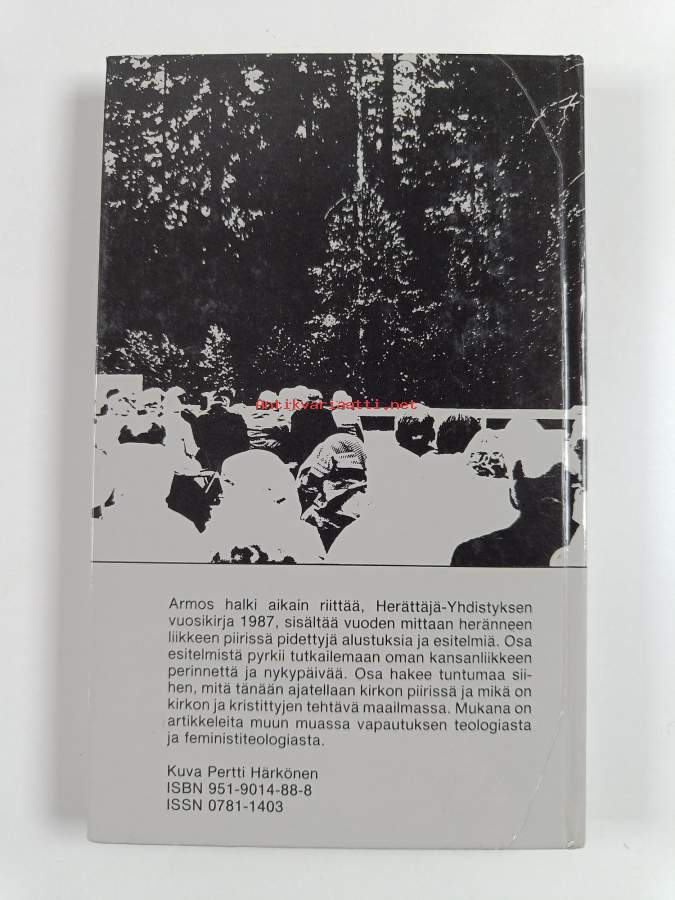 Antikvariaatti.net
Armos halki aikain riittää, Herättäjä-Yhdistyksen
vuosikirja 1987, sisältää vuoden mittaan heränneen
liikkeen piirissä pidettyjä alustuksia ja esitelmiä. Osa
esitelmistä pyrkii tutkailemaan oman kansanliikkeen
perinnettä ja nykypäivää. Osa hakee tuntumaa sii-
hen, mitä tänään ajatellaan kirkon piirissä ja mikä on
kirkon ja kristittyjen tehtävä maailmassa. Mukana on
artikkeleita muun muassa vapautuksen teologiasta
ja feministiteologiasta.
Kuva Pertti Härkönen
ISBN 951-9014-88-8
ISSN 0781-1403